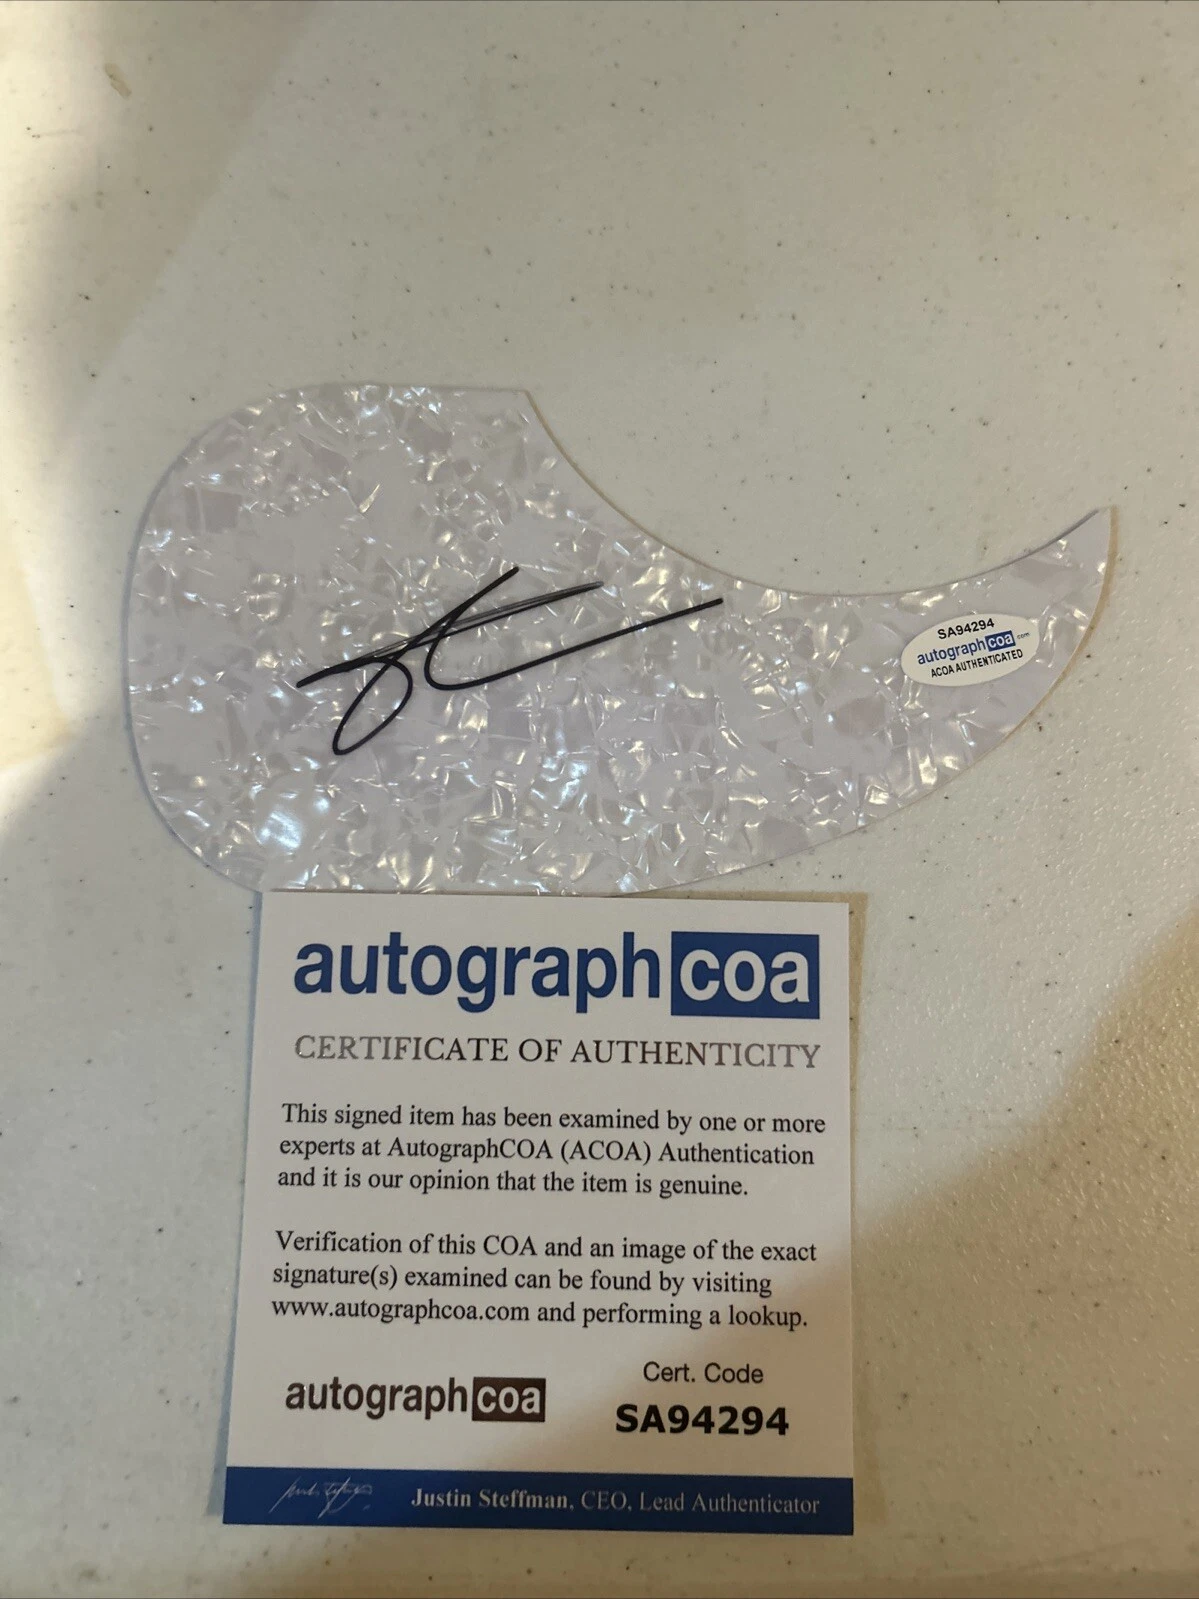 SA94294
autographcoa.com
ACOA AUTHENTICATED
autographcoa
CERTIFICATE OF AUTHENTICITY
This signed item has been examined by one or more
experts at AutographCOA (ACOA) Authentication
and it is our opinion that the item is genuine.
Verification of this COA and an image of the exact
signature(s) examined can be found by visiting
www.autographcoa.com and performing a lookup.
autographcoa
Cert. Code
SA94294
Justin Steffman, CEO, Lead Authenticator